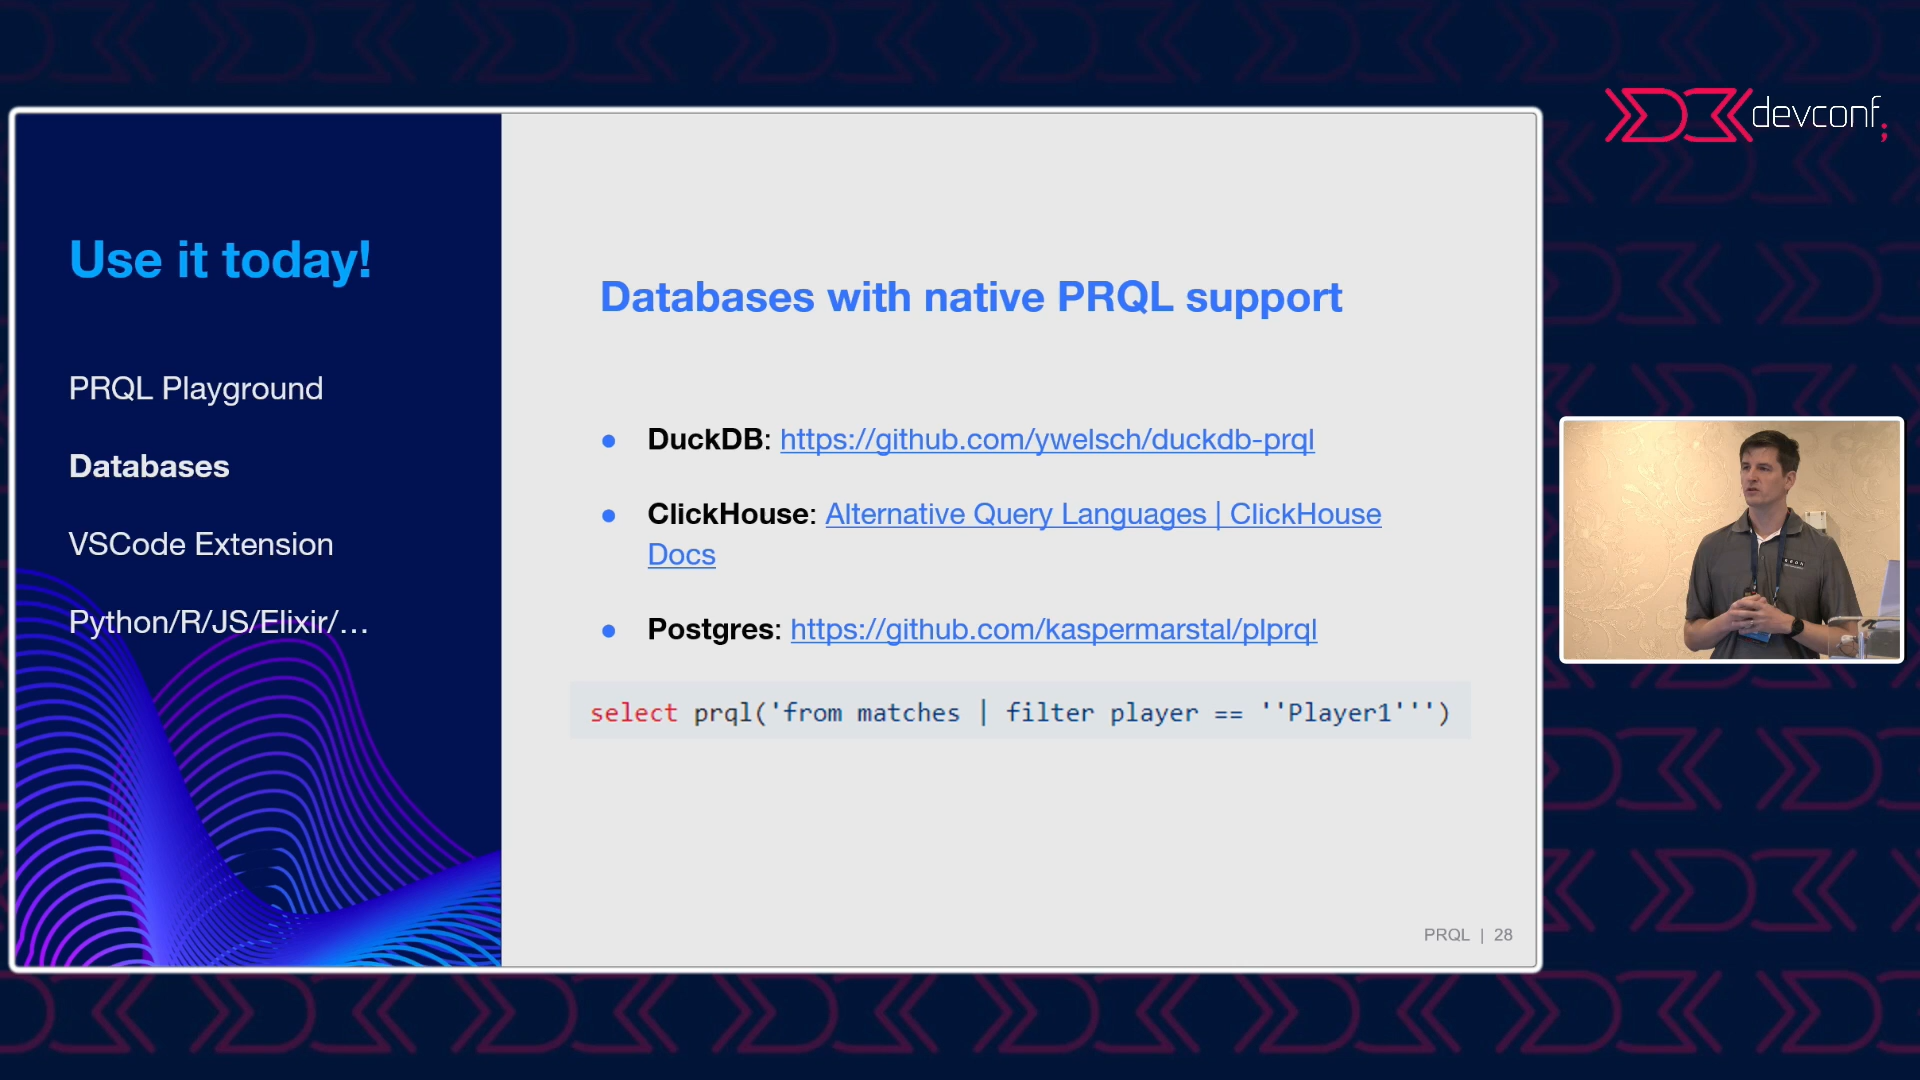 devconf;
Use it today!
PRQL Playground
Databases
VSCode Extension
Python/R/JS/Elixir/…
Databases with native PRQL support
● DuckDB: https://github.com/ywelsch/duckdb-prql
● ClickHouse: Alternative Query Languages | ClickHouse
Docs
● Postgres: https://github.com/kaspermarstal/plprql
select prql('from matches | filter player == ''Player1''')
PRQL | 28